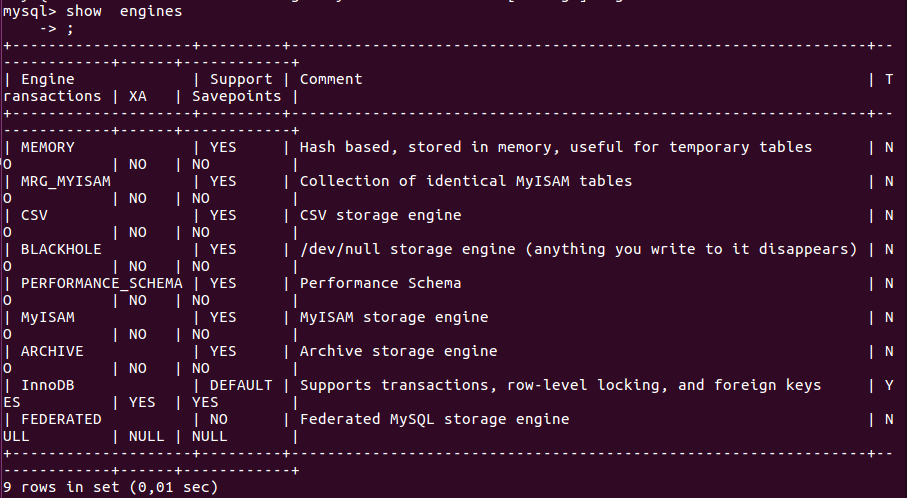 mysql> show  engines
    -> ;
+--------------------+---------+----------------------------------------------------------------+--
------------+------+------------+
| Engine             | Support | Comment                                                        | T
ransactions | XA   | Savepoints |
+--------------------+---------+----------------------------------------------------------------+--
------------+------+------------+
| MEMORY             | YES     | Hash based, stored in memory, useful for temporary tables      | N
O           | NO   | NO         |
| MRG_MYISAM         | YES     | Collection of identical MyISAM tables                          | N
O           | NO   | NO         |
| CSV                | YES     | CSV storage engine                                             | N
O           | NO   | NO         |
| BLACKHOLE          | YES     | /dev/null storage engine (anything you write to it disappears) | N
O           | NO   | NO         |
| PERFORMANCE_SCHEMA | YES     | Performance Schema                                             | N
O           | NO   | NO         |
| MyISAM             | YES     | MyISAM storage engine                                          | N
O           | NO   | NO         |
| ARCHIVE            | YES     | Archive storage engine                                         | N
O           | NO   | NO         |
| InnoDB             | DEFAULT | Supports transactions, row-level locking, and foreign keys     | Y
ES          | YES  | YES        |
| FEDERATED          | NO      | Federated MySQL storage engine                                 | N
ULL         | NULL | NULL       |
+--------------------+---------+----------------------------------------------------------------+--
------------+------+------------+
9 rows in set (0,01 sec)